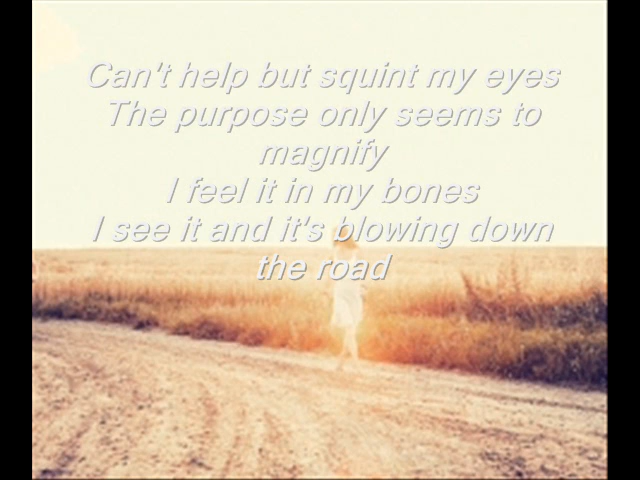 Can't help but squint my eyes
The purpose only seems to
magnify
I feel it in my bones
I see it and it's blowing down
the road